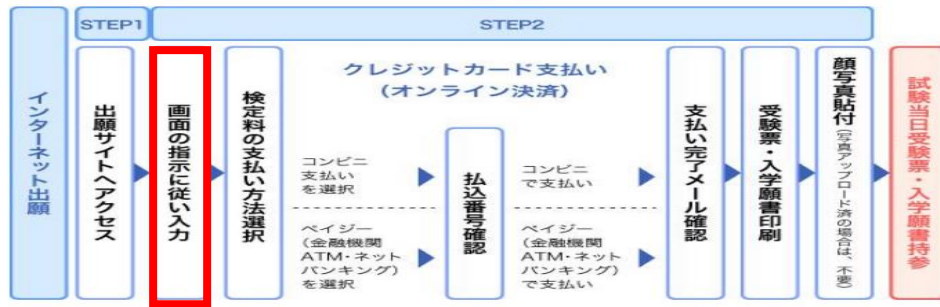 STEP1
STEP2
インターネット出願
出願サイトへアクセス
画面の指示に従い入力
検定料の支払い方法選択
クレジットカード支払い
(オンライン決済)
コンビニ
支払い
を選択
ペイジー
(金融機関
ATM・ネット
バンキング)
を選択
払込番号確認
コンビニ
で支払い
ペイジー
(金融機関
ATM・ネット
バンキング)
で支払い
支払い完了メール確認
受験票・入学願書印刷
顔写真貼付(写真アップロード済の場合は、不要)
試験当日受験票・入学願書持参